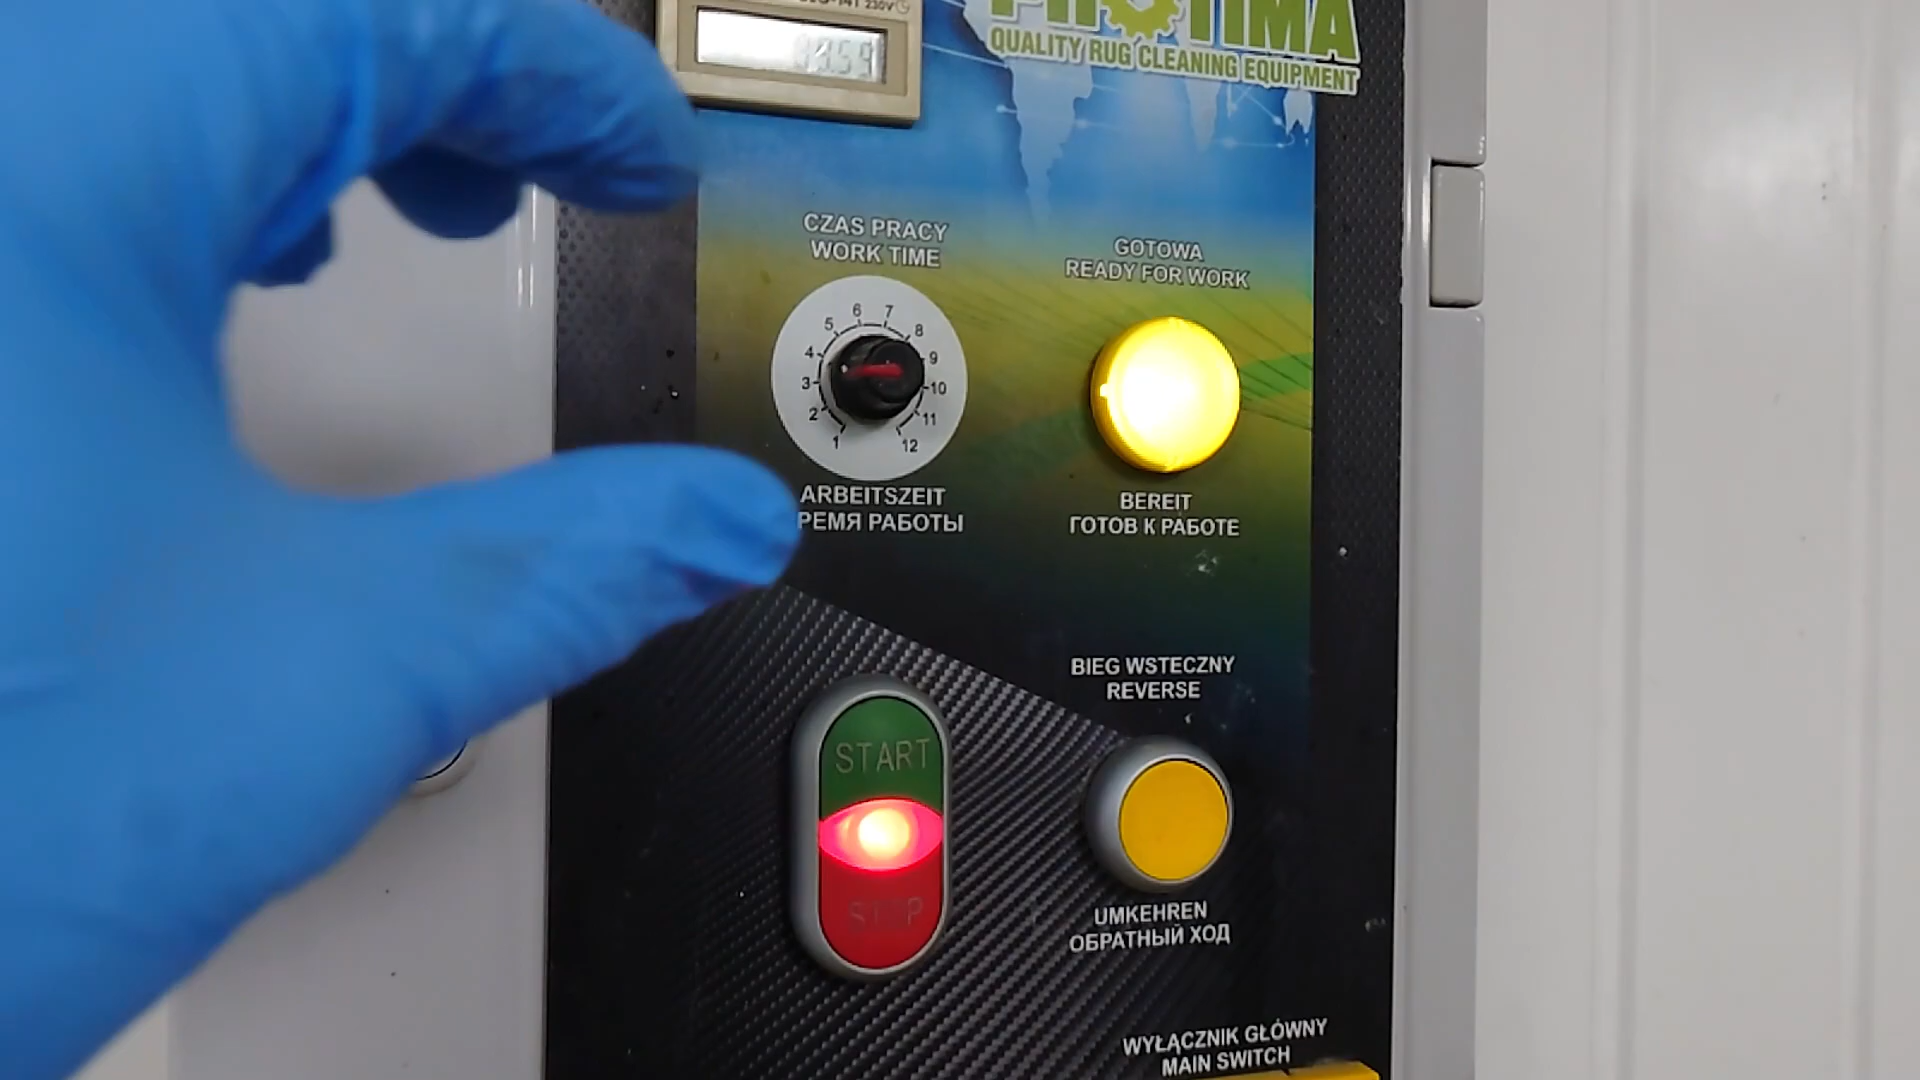 230V
QUALITY RUG CLEANING EQUIPMENT
CZAS PRACY
WORK TIME
GOTOWA
READY FOR WORK
1
2
3
4
5
6
7
8
9
10
11
12
ARBEITSZEIT
РЕМЯ РАБОТЫ
BEREIT
ГОТОВ К РАБОТЕ
BIEG WSTECZNY
REVERSE
START
STOP
UMKEHREN
ОБРАТНЫЙ ХОД
WYŁĄCZNIK GŁÓWNY
MAIN SWITCH